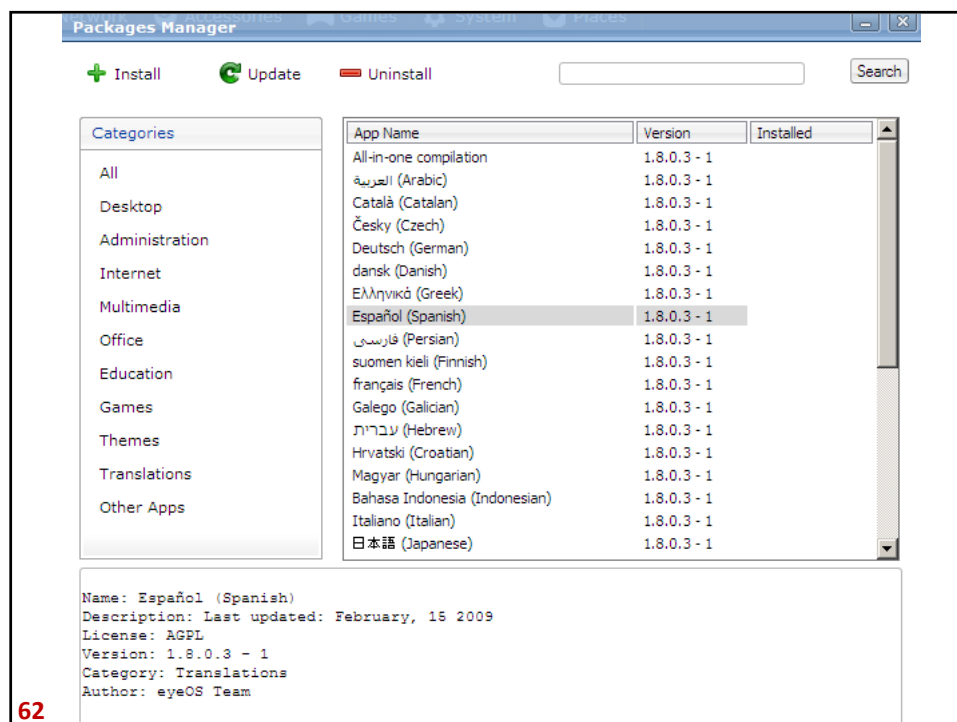 Network Accessories Games System Places
Packages Manager
Install Update Uninstall Search
Categories
All
Desktop
Administration
Internet
Multimedia
Office
Education
Games
Themes
Translations
Other Apps
App Name Version Installed
All-in-one compilation 1.8.0.3 - 1
العربية (Arabic) 1.8.0.3 - 1
Català (Catalan) 1.8.0.3 - 1
Česky (Czech) 1.8.0.3 - 1
Deutsch (German) 1.8.0.3 - 1
dansk (Danish) 1.8.0.3 - 1
Ελληνικά (Greek) 1.8.0.3 - 1
Español (Spanish) 1.8.0.3 - 1
فارسی (Persian) 1.8.0.3 - 1
suomen kieli (Finnish) 1.8.0.3 - 1
français (French) 1.8.0.3 - 1
Galego (Galician) 1.8.0.3 - 1
עברית (Hebrew) 1.8.0.3 - 1
Hrvatski (Croatian) 1.8.0.3 - 1
Magyar (Hungarian) 1.8.0.3 - 1
Bahasa Indonesia (Indonesian) 1.8.0.3 - 1
Italiano (Italian) 1.8.0.3 - 1
日本語 (Japanese) 1.8.0.3 - 1
Name: Español (Spanish)
Description: Last updated: February, 15 2009
License: AGPL
Version: 1.8.0.3 - 1
Category: Translations
Author: eyeOS Team
62